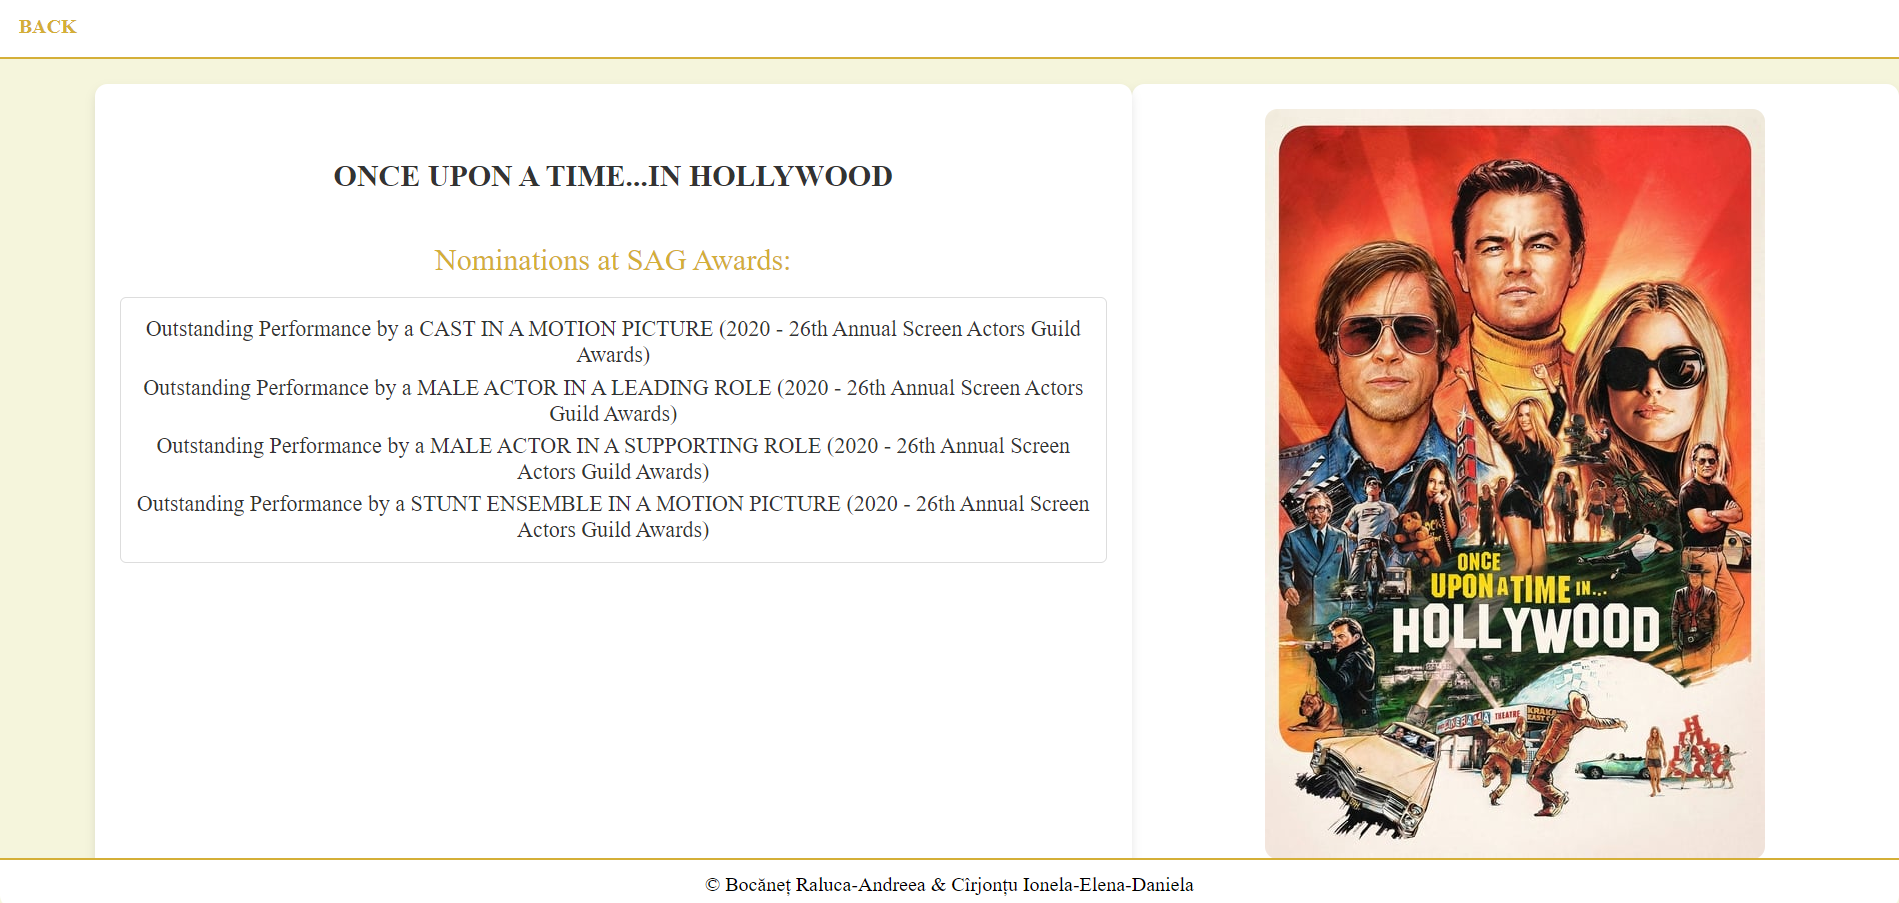 BACK
ONCE UPON A TIME...IN HOLLYWOOD
Nominations at SAG Awards:
Outstanding Performance by a CAST IN A MOTION PICTURE (2020 - 26th Annual Screen Actors Guild
Awards)
Outstanding Performance by a MALE ACTOR IN A LEADING ROLE (2020 - 26th Annual Screen Actors
Guild Awards)
Outstanding Performance by a MALE ACTOR IN A SUPPORTING ROLE (2020 - 26th Annual Screen
Actors Guild Awards)
Outstanding Performance by a STUNT ENSEMBLE IN A MOTION PICTURE (2020 - 26th Annual Screen
Actors Guild Awards)
ONCE
UPON A TIME IN...
HOLLYWOOD
THEATRE
© Bocăneț Raluca-Andreea & Cîrjonțu Ionela-Elena-Daniela